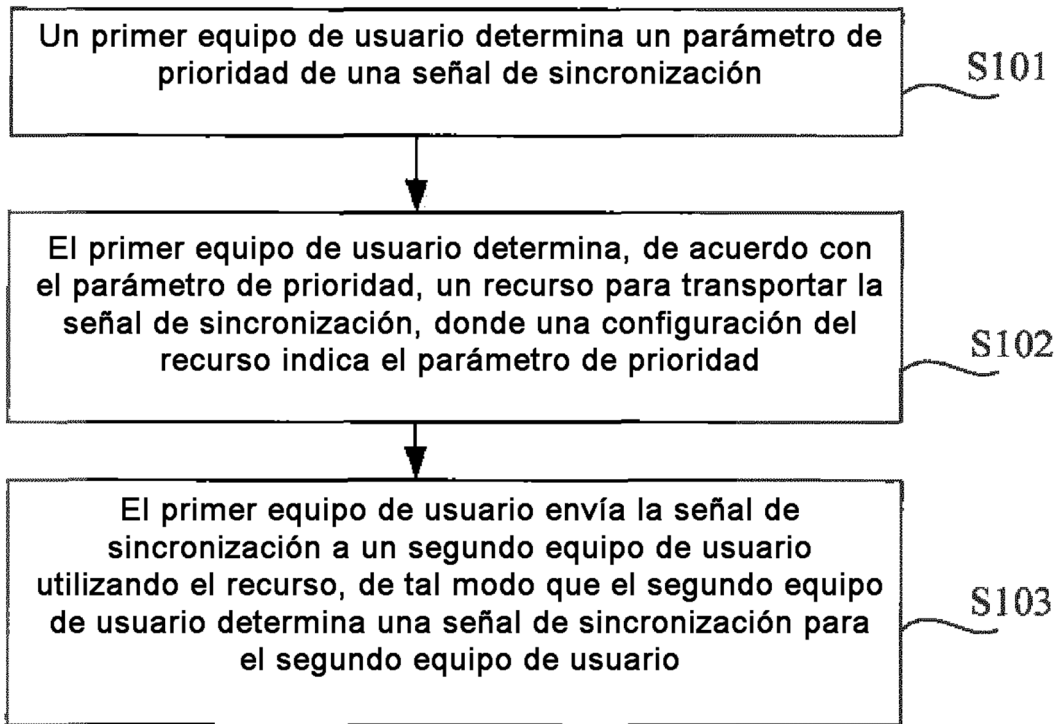 Un primer equipo de usuario determina un parámetro de
prioridad de una señal de sincronización
S101
El primer equipo de usuario determina, de acuerdo con
el parámetro de prioridad, un recurso para transportar la
señal de sincronización, donde una configuración del
recurso indica el parámetro de prioridad
S102
El primer equipo de usuario envía la señal de
sincronización a un segundo equipo de usuario
utilizando el recurso, de tal modo que el segundo equipo
de usuario determina una señal de sincronización para
el segundo equipo de usuario
S103